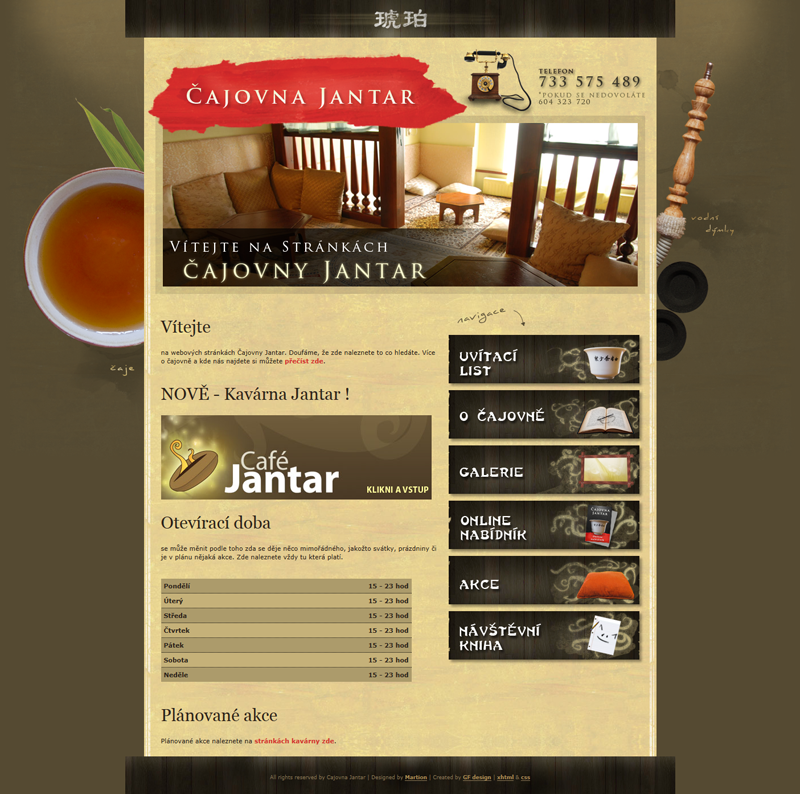 琥珀
ČAJOVNA JANTAR
TELEFON
733 575 489
*POKUD SE NEDOVOLÁTE
604 323 720
VÍTEJTE NA STRÁNKÁCH
ČAJOVNY JANTAR
vodní
dýmky
čaje
navigace
Vítejte
na webových stránkách Čajovny Jantar. Doufáme, že zde naleznete to co hledáte. Více
o čajovně a kde nás najdete si můžete přečíst zde.
NOVĚ - Kavárna Jantar !
Café
Jantar
KLIKNI A VSTUP
Otevírací doba
se může měnit podle toho zda se děje něco mimořádného, jakožto svátky, prázdniny či
je v plánu nějaká akce. Zde naleznete vždy tu která platí.
Pondělí 15 - 23 hod
Úterý 15 - 23 hod
Středa 15 - 23 hod
Čtvrtek 15 - 23 hod
Pátek 15 - 23 hod
Sobota 15 - 23 hod
Neděle 15 - 23 hod
Plánované akce
Plánované akce naleznete na stránkách kavárny zde.
UVÍTACÍ
LIST
O ČAJOVNĚ
GALERIE
ONLINE
NABÍDNÍK
ČAJOVNA
JANTAR
AKCE
NÁVŠTĚVNÍ
KNIHA
All rights reserved by Cajovna Jantar | Designed by Martion | Created by GF design | xhtml & css